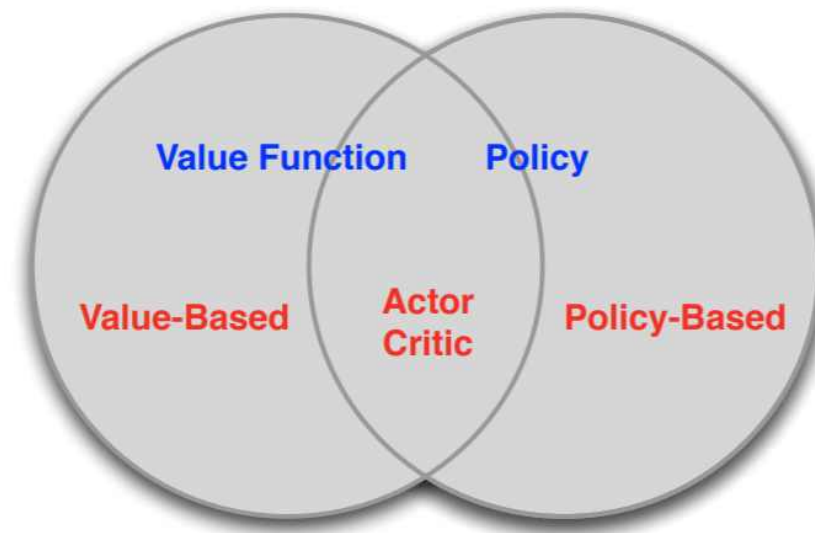 Value Function
Policy
Value-Based
Actor
Critic
Policy-Based